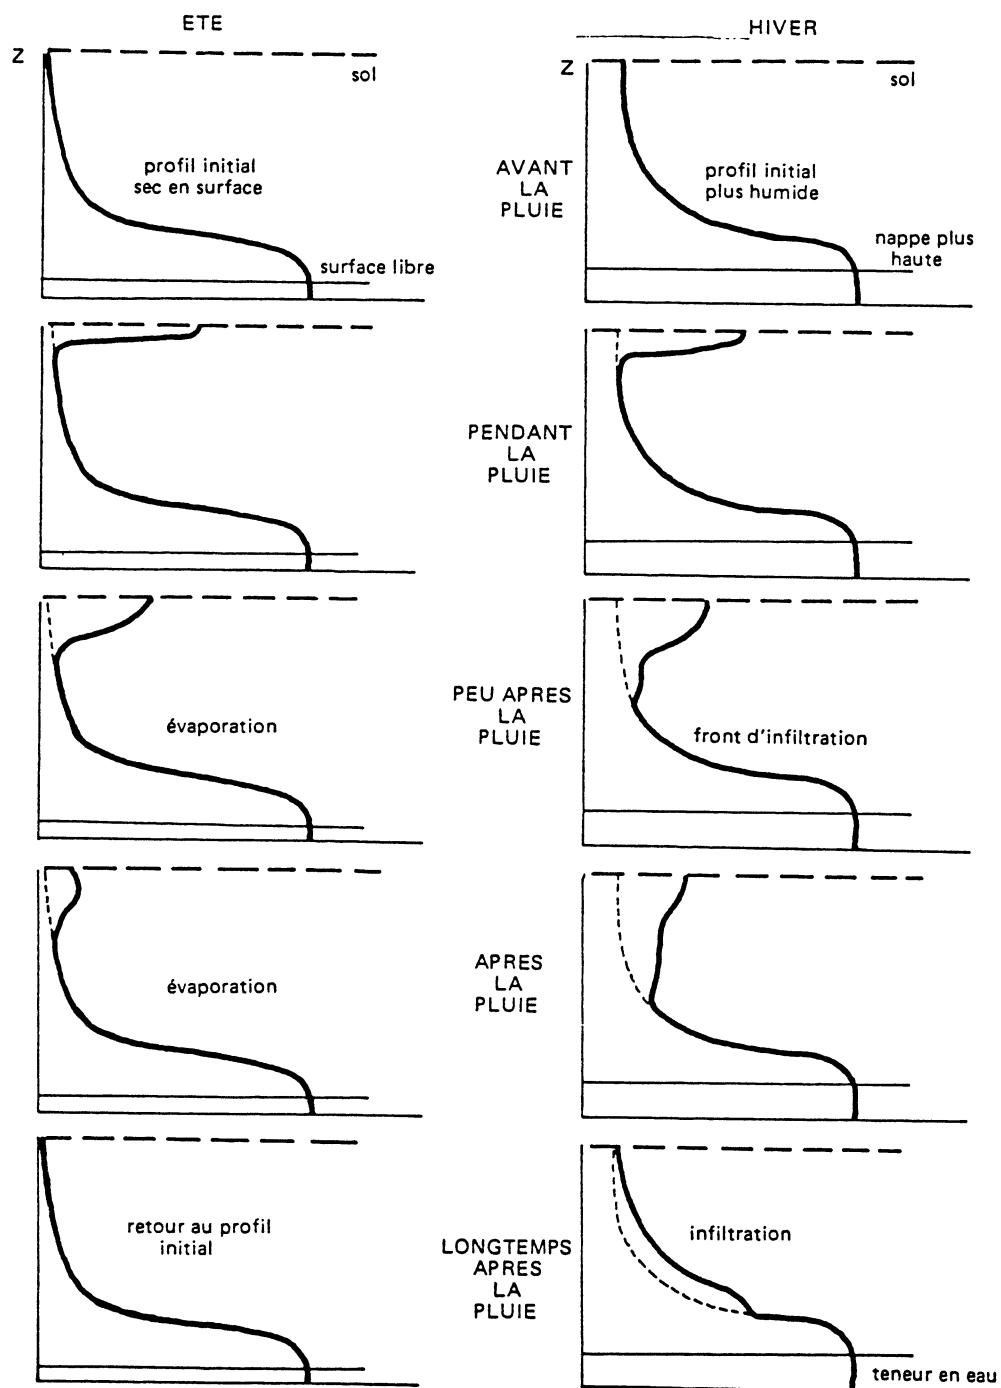 ETE
HIVER
Z
sol
Z
sol
profil initial
sec en surface
AVANT
LA
PLUIE
profil initial
plus humide
surface libre
nappe plus
haute
PENDANT
LA
PLUIE
évaporation
PEU APRES
LA
PLUIE
front d'infiltration
évaporation
APRES
LA
PLUIE
retour au profil
initial
LONGTEMPS
APRES
LA
PLUIE
infiltration
teneur en eau